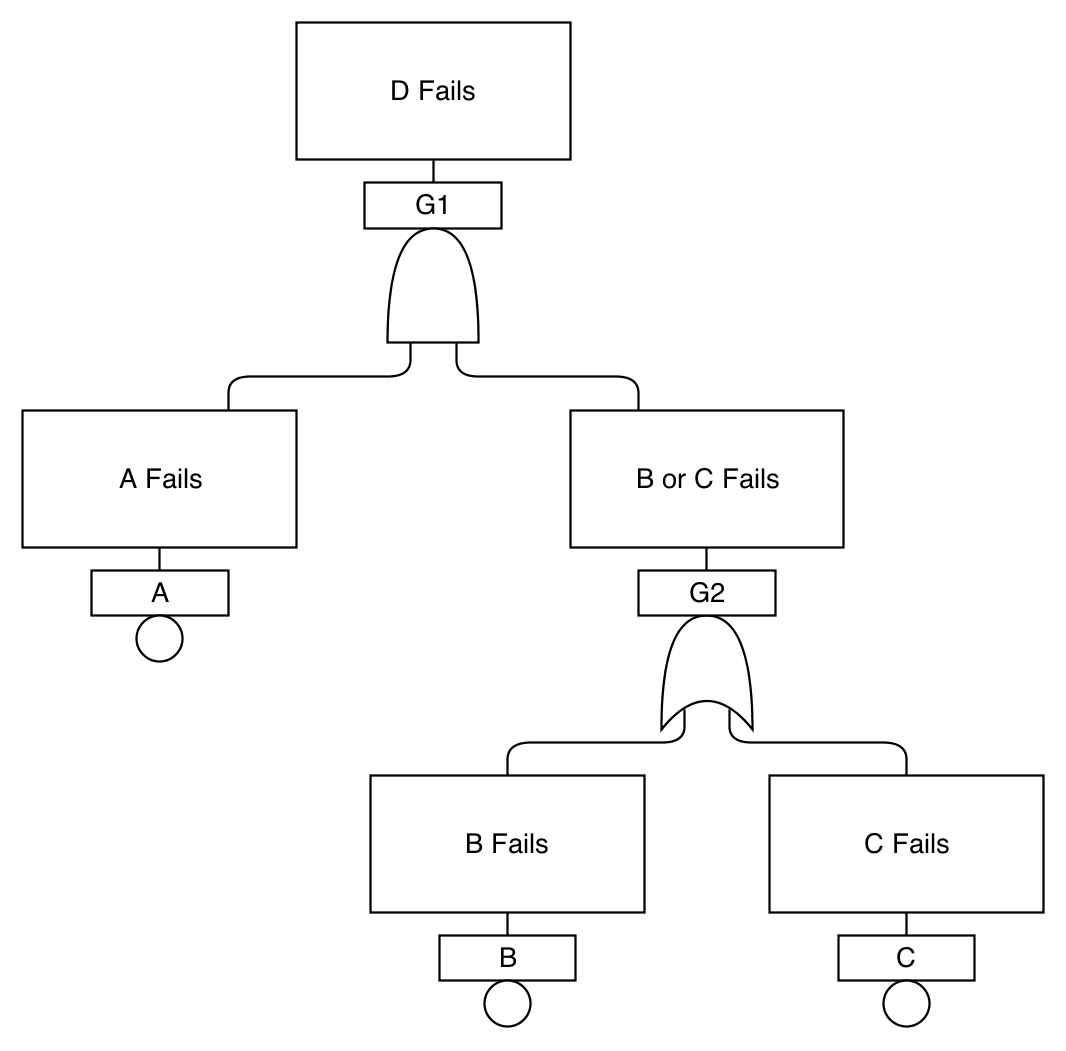 D Fails
G1
A Fails
B or C Fails
A
G2
B Fails
C Fails
B
C